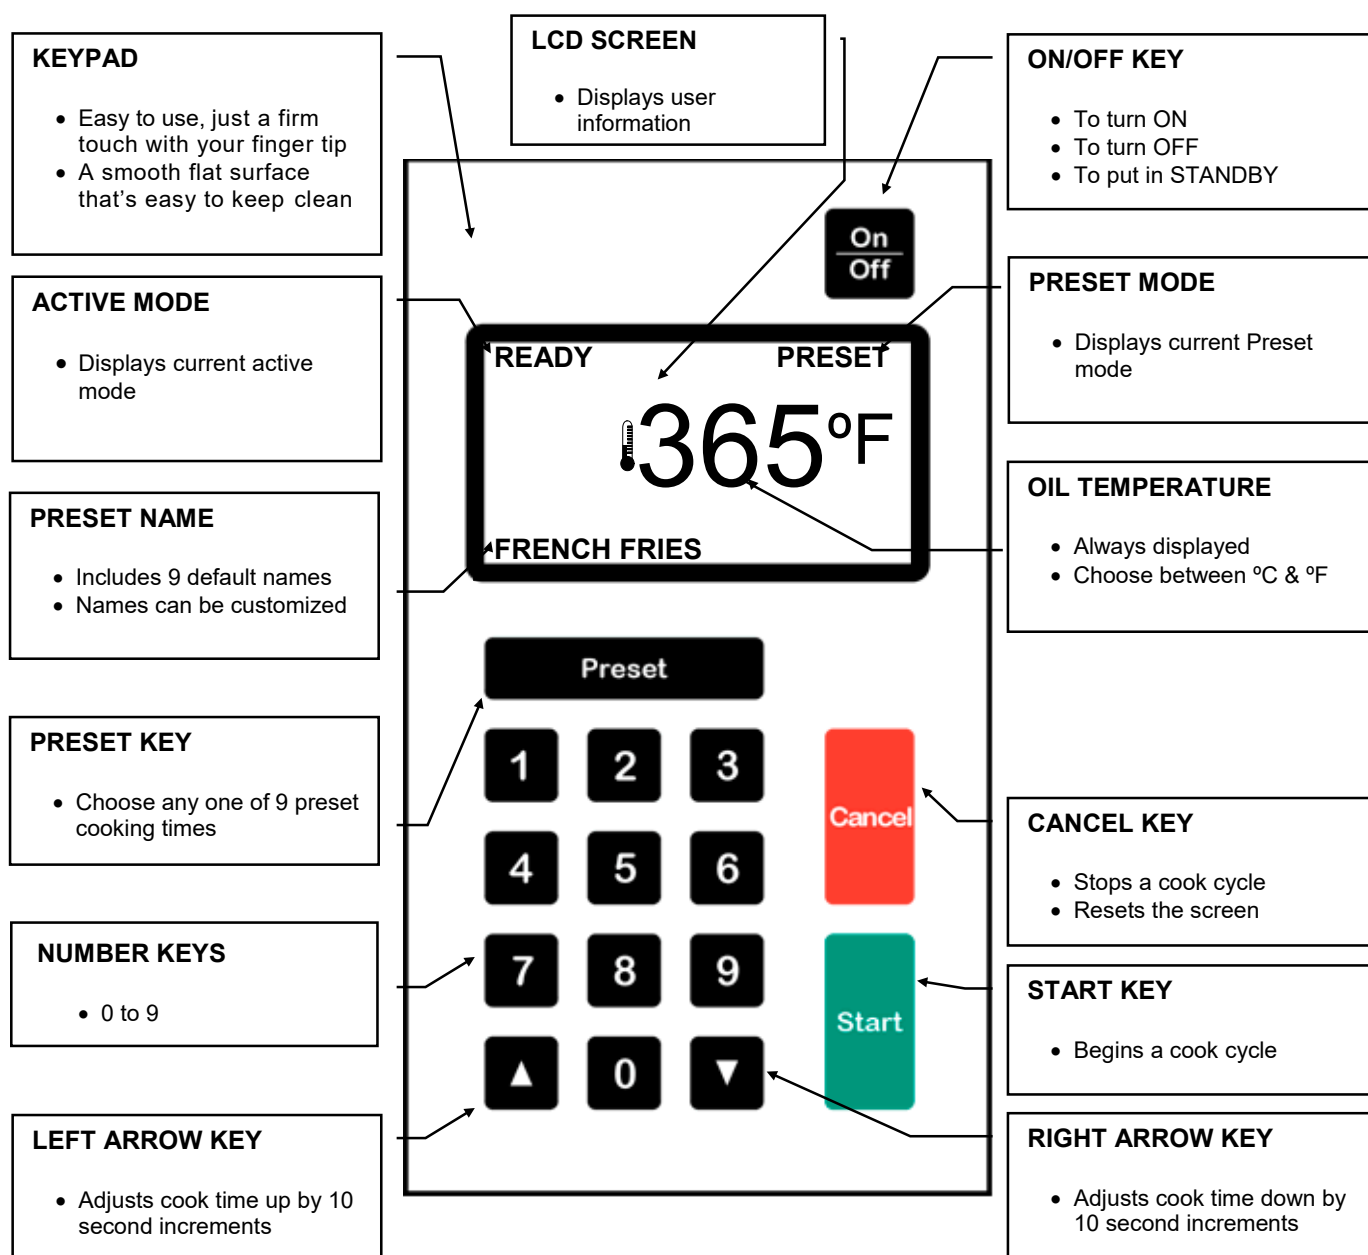 KEYPAD
• Easy to use, just a firm
touch with your finger tip
• A smooth flat surface
that's easy to keep clean
LCD SCREEN
• Displays user
information
ON/OFF KEY
• To turn ON
• To turn OFF
• To put in STANDBY
On
Off
ACTIVE MODE
• Displays current active
mode
PRESET MODE
• Displays current Preset
mode
READY PRESET
365ºF
FRENCH FRIES
PRESET NAME
• Includes 9 default names
• Names can be customized
OIL TEMPERATURE
• Always displayed
• Choose between ºC & ºF
Preset
PRESET KEY
• Choose any one of 9 preset
cooking times
1 2 3
Cancel
4 5 6
CANCEL KEY
• Stops a cook cycle
• Resets the screen
NUMBER KEYS
• 0 to 9
7 8 9
Start
▲ 0 ▼
START KEY
• Begins a cook cycle
LEFT ARROW KEY
• Adjusts cook time up by 10
second increments
RIGHT ARROW KEY
• Adjusts cook time down by
10 second increments